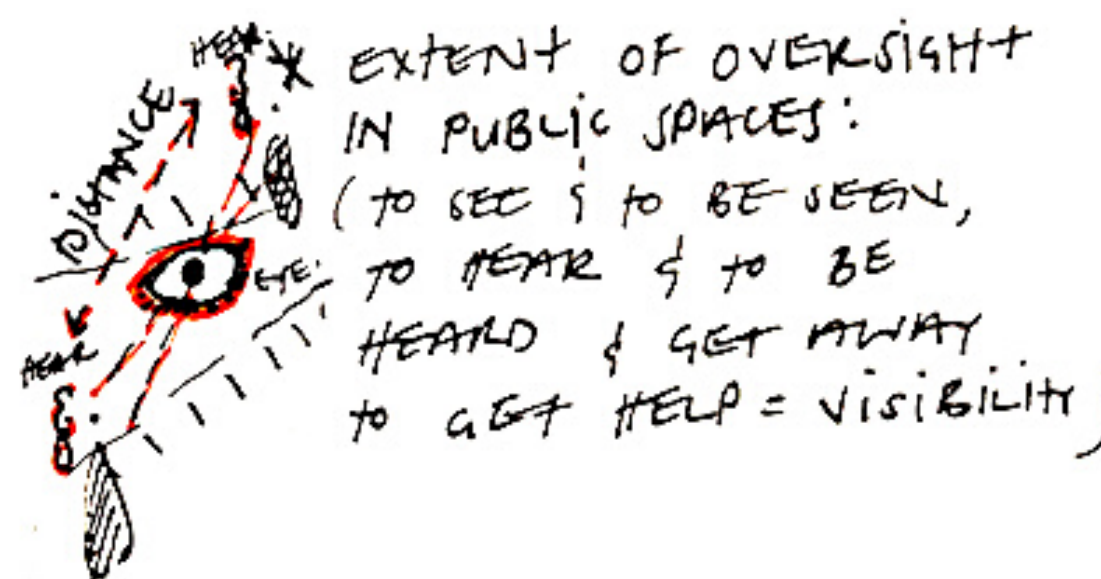 HEAR.
* EXTENT OF OVERSIGHT
IN PUBLIC SPACES:
(TO SEE & TO BE SEEN,
TO HEAR & TO BE
HEARD & GET AWAY
TO GET HELP = VISIBILITY)
DISTANCE
EYE.
HEAR